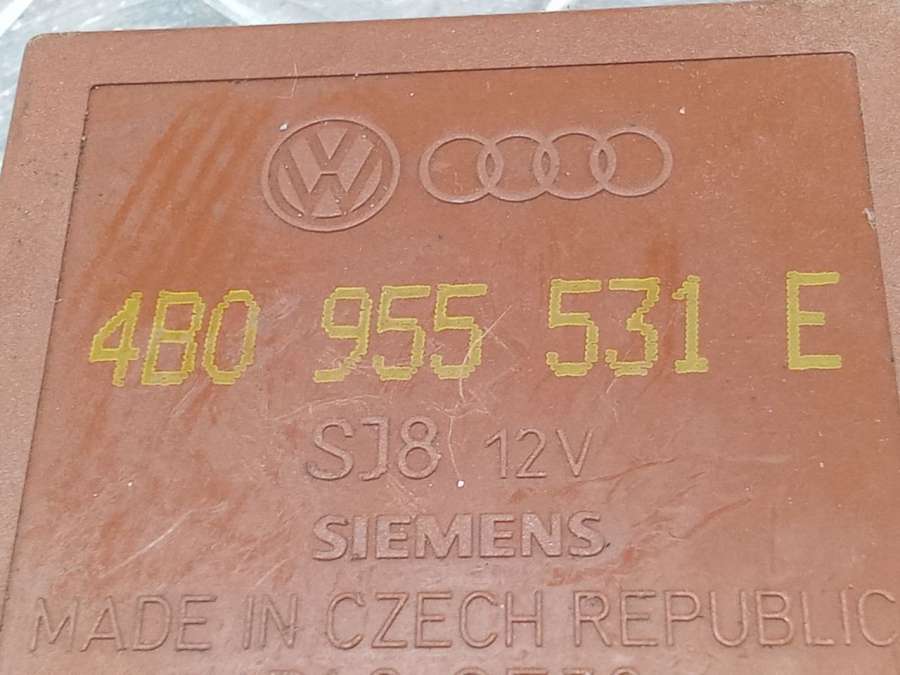 4B0 955 531 E
SJ8 12V
SIEMENS
MADE IN CZECH REPUBLIC